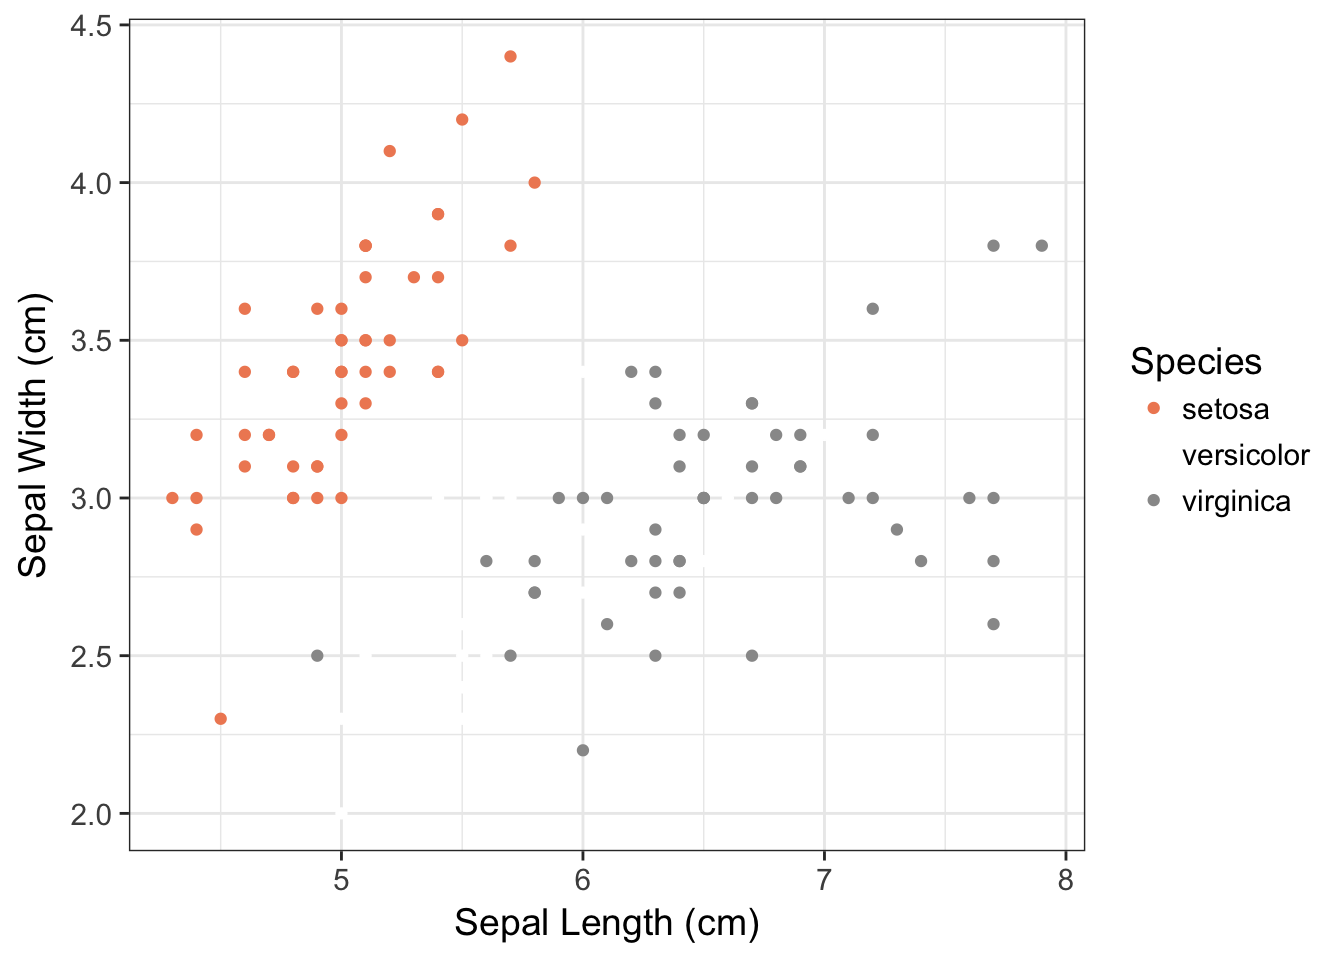 4.5
4.0
3.5
3.0
2.5
2.0
Sepal Width (cm)
5 6 7 8
Sepal Length (cm)
Species
setosa
versicolor
virginica